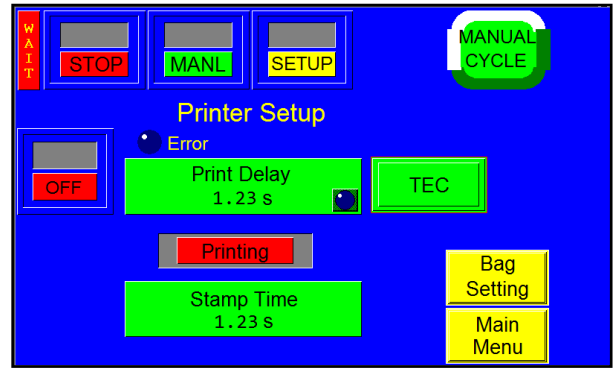 WAIT
STOP
MANL
SETUP
MANUAL
CYCLE
Printer Setup
Error
OFF
Print Delay
1.23 s
TEC
Printing
Stamp Time
1.23 s
Bag
Setting
Main
Menu